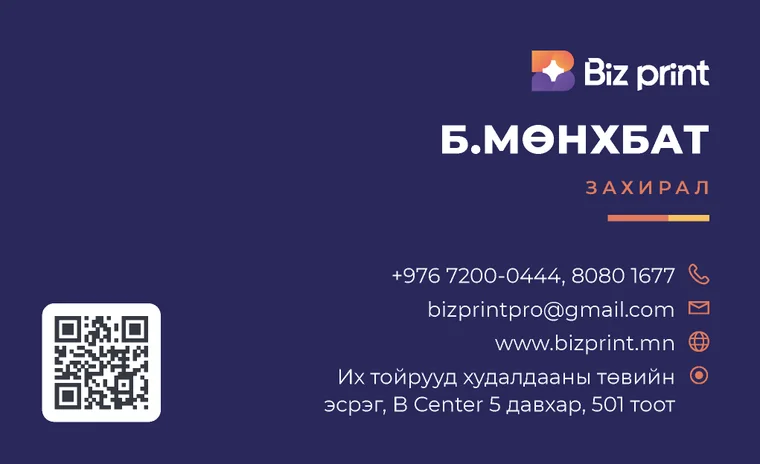 Biz print
Б.МӨНХБАТ
ЗАХИРАЛ
+976 7200-0444, 8080 1677
bizprintpro@gmail.com
www.bizprint.mn
Их тойрууд худалдааны төвийн
эсрэг, B Center 5 давхар, 501 тоот